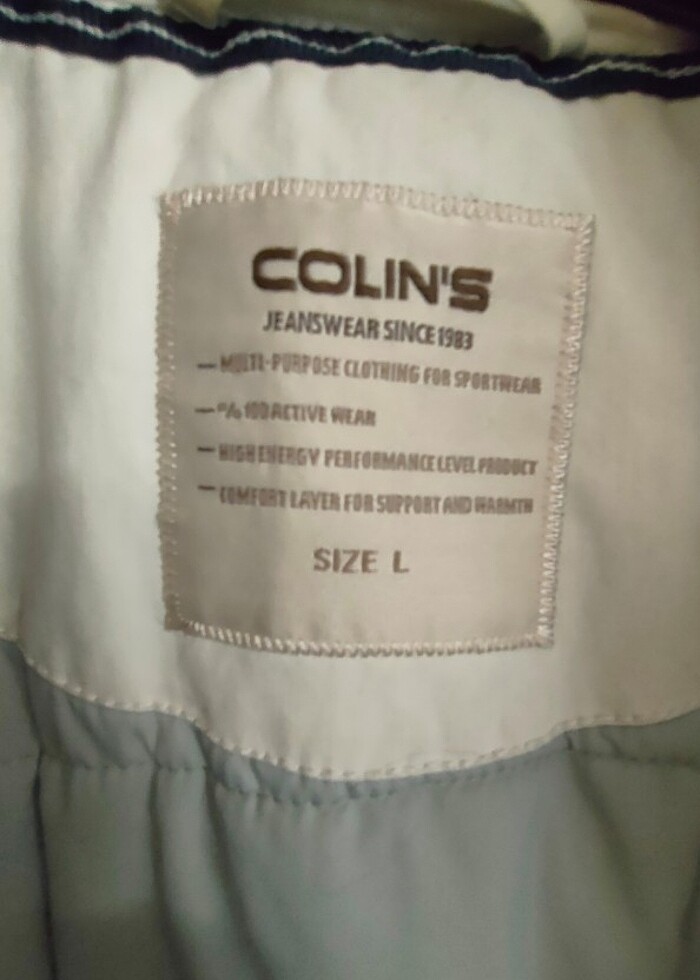 COLIN'S
JEANSWEAR SINCE 1983
— MULTI-PURPOSE CLOTHING FOR SPORTWEAR
— %100 ACTIVE WEAR
— HIGH ENERGY PERFORMANCE LEVEL PRODUCT
— COMFORT LAYER FOR SUPPORT AND WARMTH
SIZE L